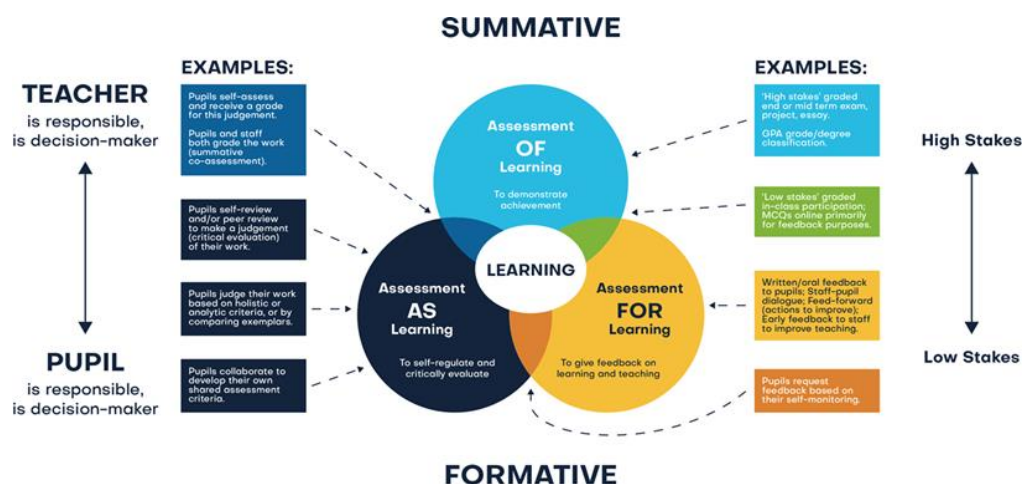 SUMMATIVE
TEACHER
is responsible,
is decision-maker
PUPIL
is responsible,
is decision-maker
EXAMPLES:
Pupils self-assess
and receive a grade
for this judgement.
Pupils and staff
both grade the work
(summative
co-assessment).
Pupils self-review
and/or peer review
to make a judgement
(critical evaluation)
of their work.
Pupils judge their work
based on holistic or
analytic criteria, or by
comparing exemplars.
Pupils collaborate to
develop their own
shared assessment
criteria.
Assessment
OF
Learning
To demonstrate
achievement
LEARNING
Assessment
AS
Learning
To self-regulate and
critically evaluate
Assessment
FOR
Learning
To give feedback on
learning and teaching
EXAMPLES:
'High stakes' graded
end or mid term exam,
project, essay.
GPA grade/degree
classification.
'Low stakes' graded
in-class participation;
MCQs online primarily
for feedback purposes.
Written/oral feedback
to pupils; Staff-pupil
dialogue; Feed-forward
(actions to improve);
Early feedback to staff
to improve teaching.
Pupils request
feedback based on
their self-monitoring.
High Stakes
Low Stakes
FORMATIVE